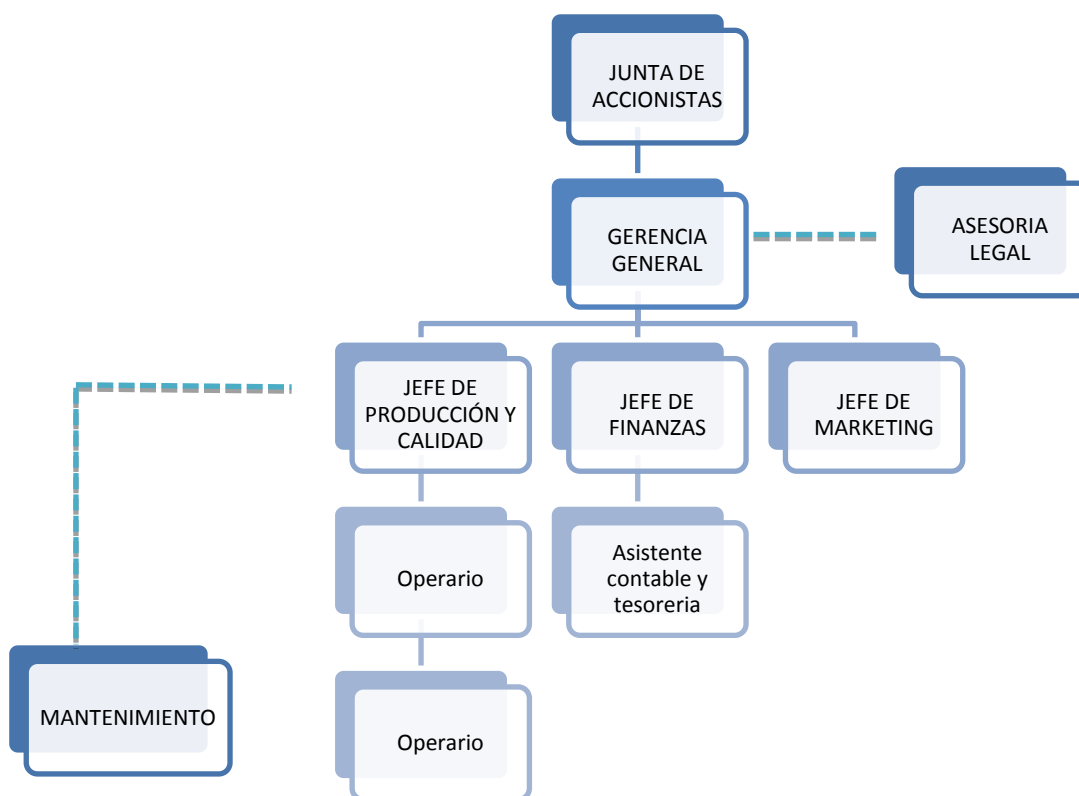 JUNTA DE
ACCIONISTAS
GERENCIA
GENERAL
ASESORIA
LEGAL
JEFE DE
PRODUCCIÓN Y
CALIDAD
JEFE DE
FINANZAS
JEFE DE
MARKETING
Operario
Asistente
contable y
tesoreria
MANTENIMIENTO
Operario